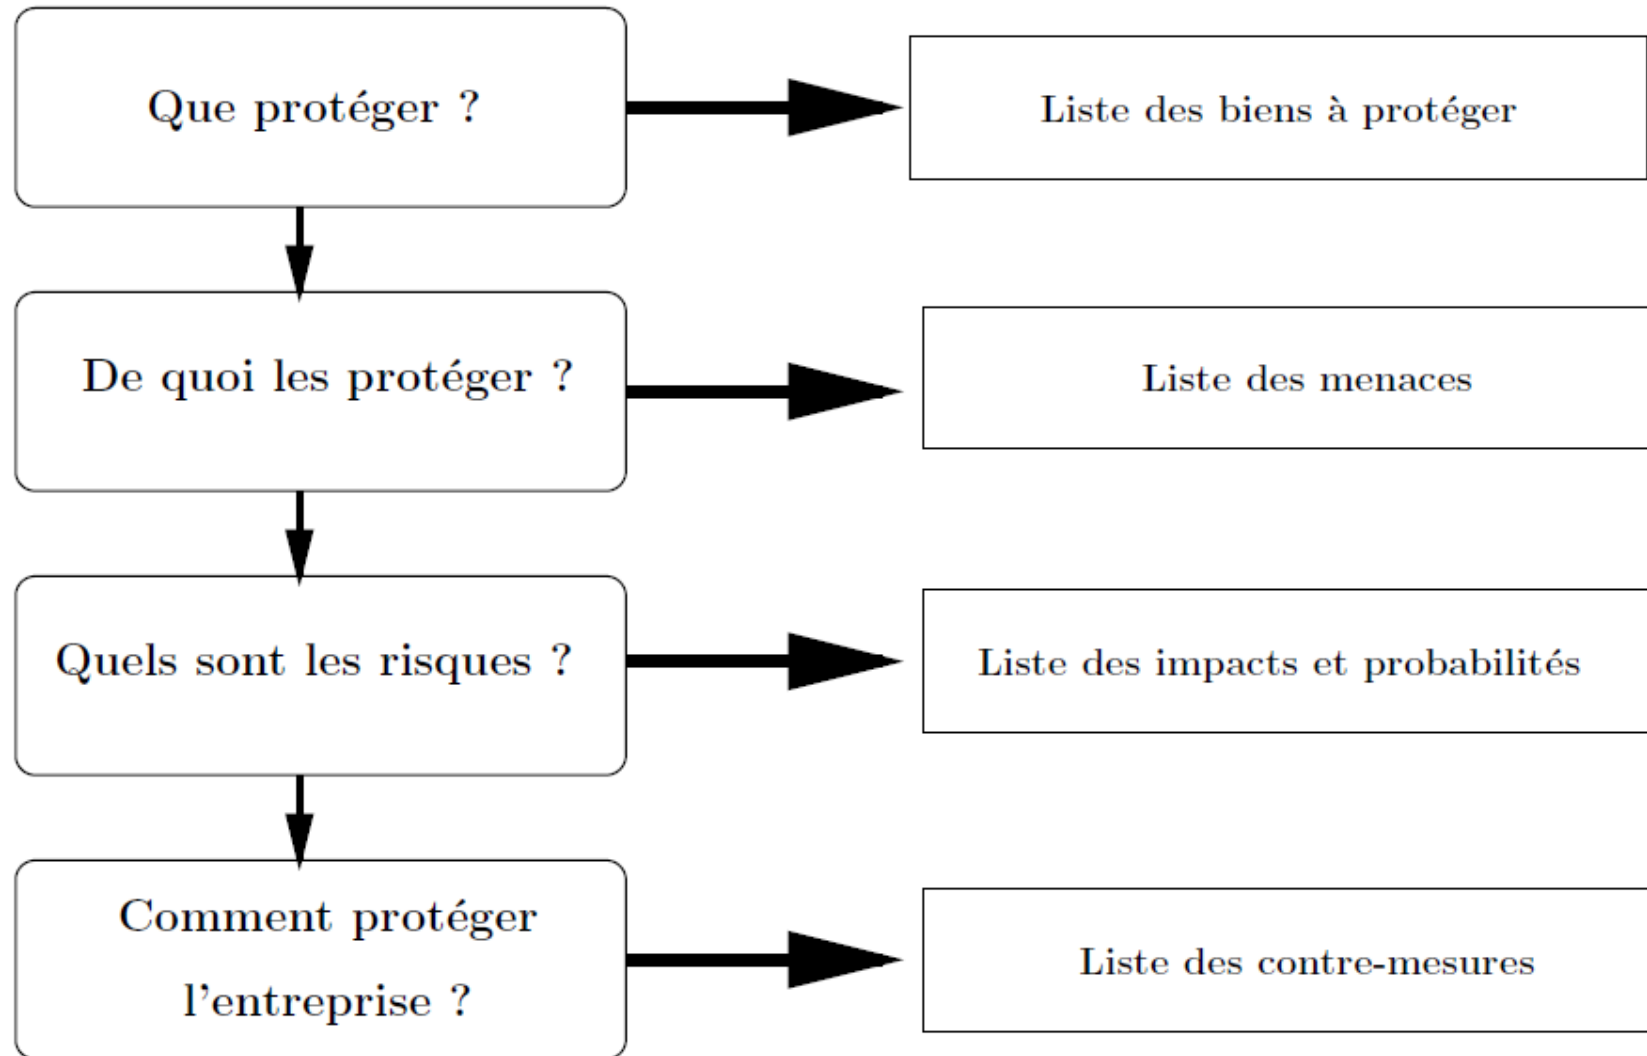 Que protéger ?
Liste des biens à protéger
De quoi les protéger ?
Liste des menaces
Quels sont les risques ?
Liste des impacts et probabilités
Comment protéger
l'entreprise ?
Liste des contre-mesures